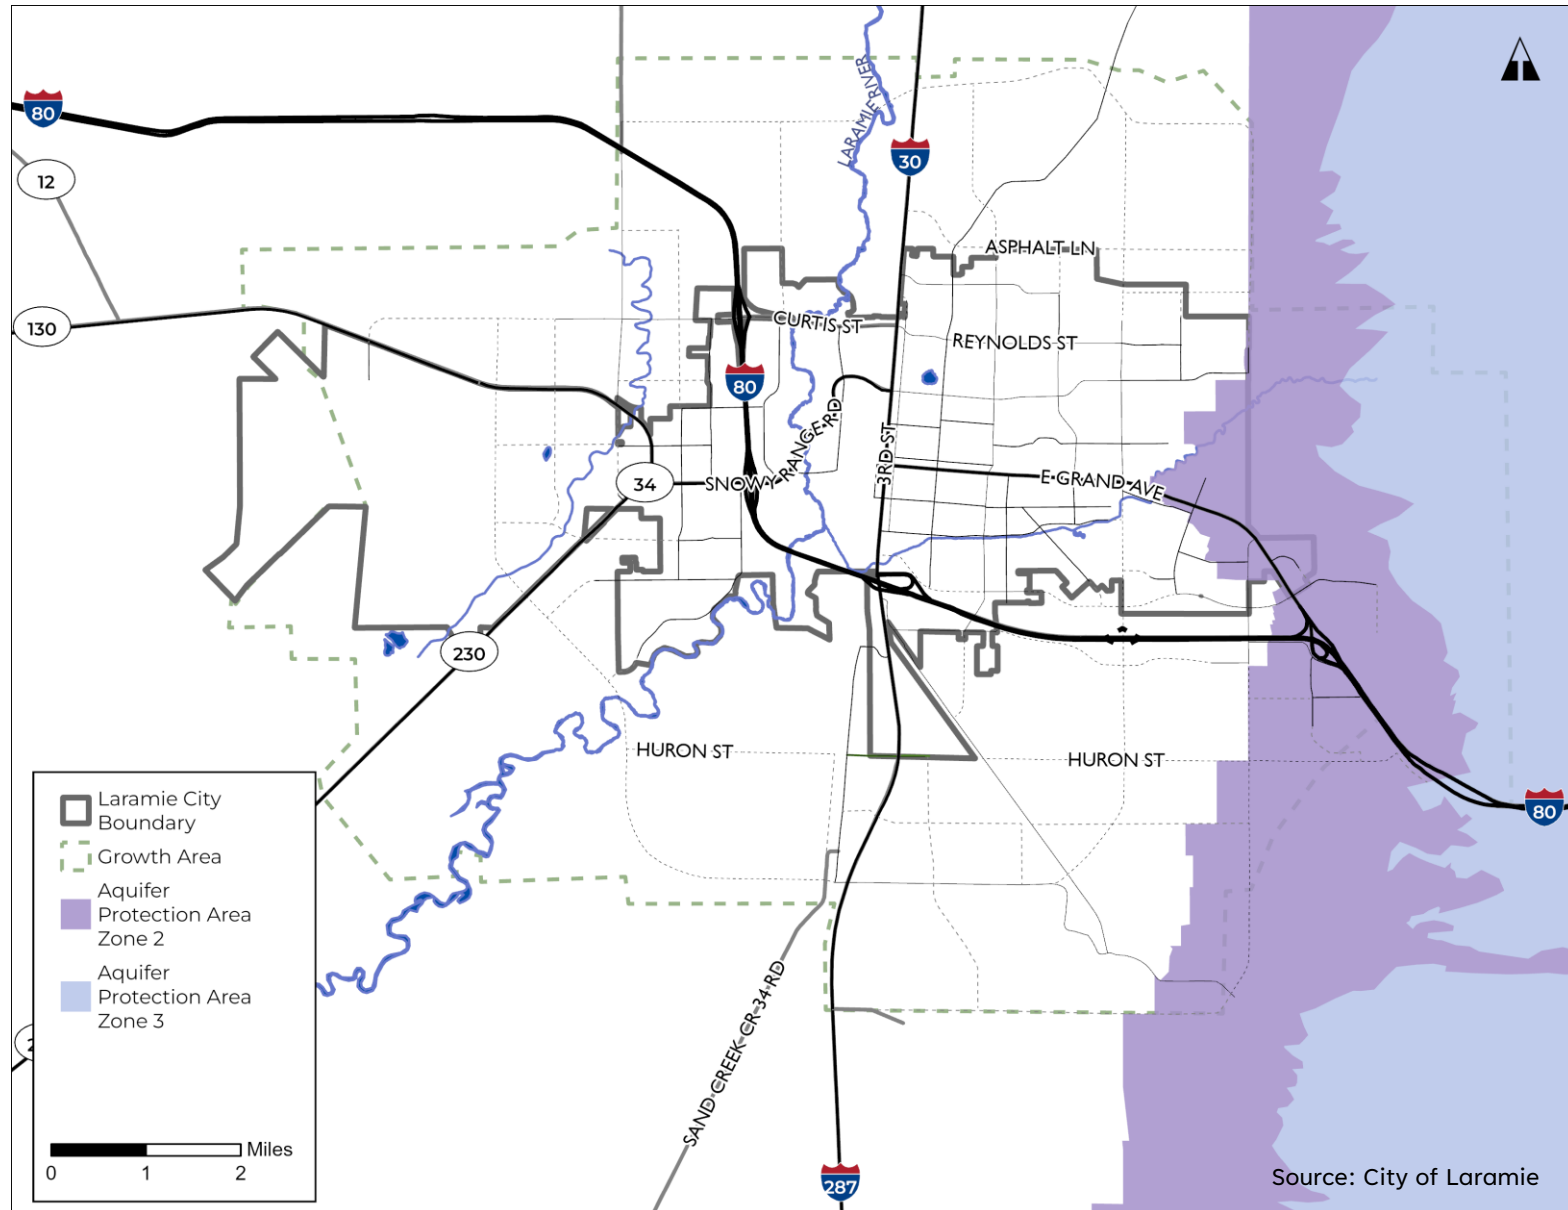 LARAMIE RIVER
80
30
12
ASPHALT LN
130
CURTIS ST
REYNOLDS ST
80
SNOWY RANGE RD
3RD ST
34
E GRAND AVE
230
HURON ST
HURON ST
80
SAND CREEK CR 34 RD
287
Laramie City
Boundary
Growth Area
Aquifer
Protection Area
Zone 2
Aquifer
Protection Area
Zone 3
Miles
0 1 2
Source: City of Laramie